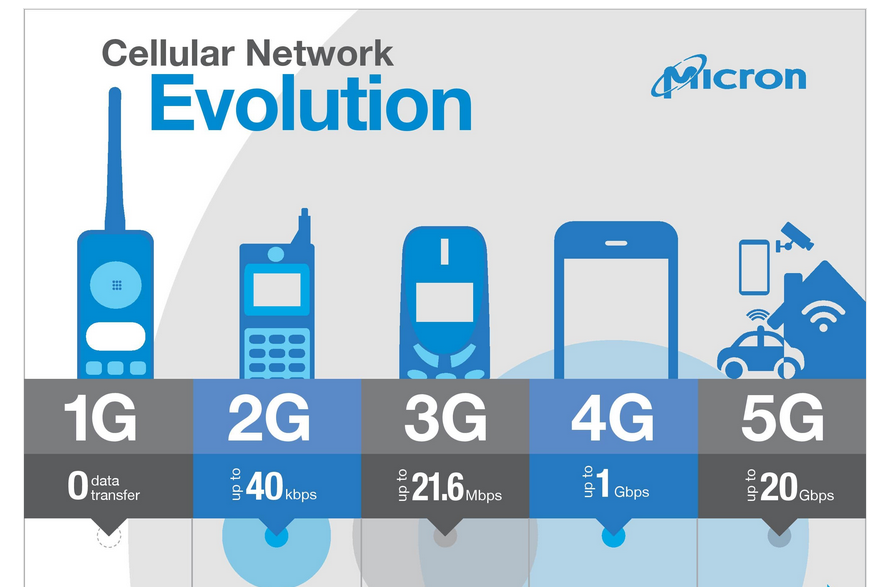 Cellular Network
Evolution
Micron
1G
2G
3G
4G
5G
0 data transfer
up to 40 kbps
up to 21.6 Mbps
up to 1 Gbps
up to 20 Gbps